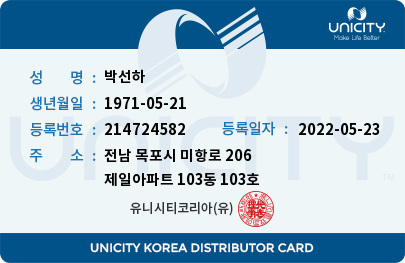 UNICITY
Make Life Better
성 명 : 박선하
생년월일 : 1971-05-21
등록번호 : 214724582 등록일자 : 2022-05-23
주 소 : 전남 목포시 미항로 206
제일아파트 103동 103호
UNICITY
TM
유니시티코리아(유)
UNICITY KOREA DISTRIBUTOR CARD